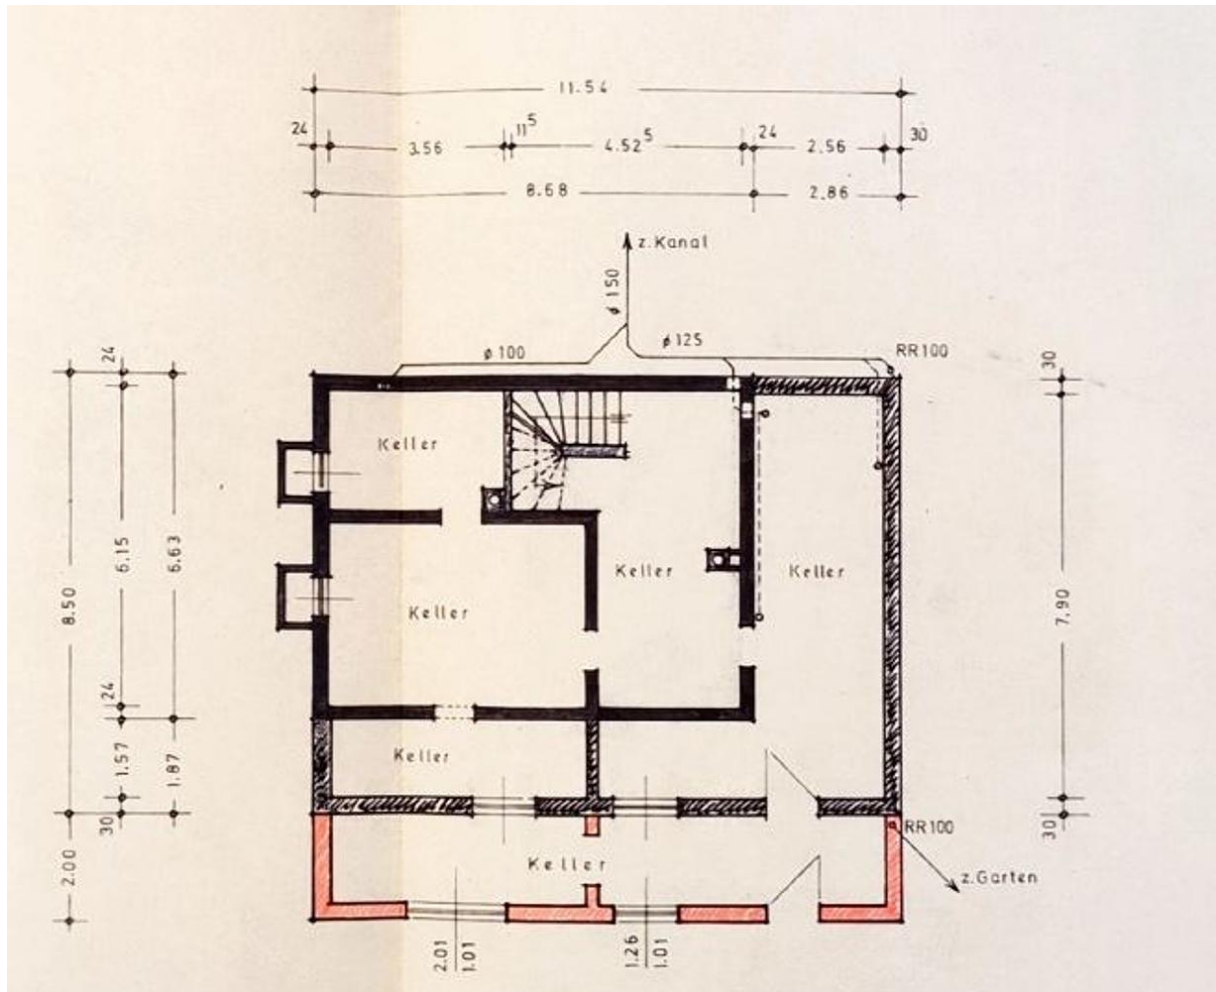 11.54
24
3.56
11⁵
4.52⁵
24
2.56
30
8.68
2.86
z.Kanal
ø 150
ø 100
ø 125
RR100
24
30
Keller
8.50
6.15
6.63
Keller
Keller
Keller
7.90
24
Keller
1.57
1.87
30
30
RR100
2.00
Keller
z.Garten
2.01
1.01
1.26
1.01